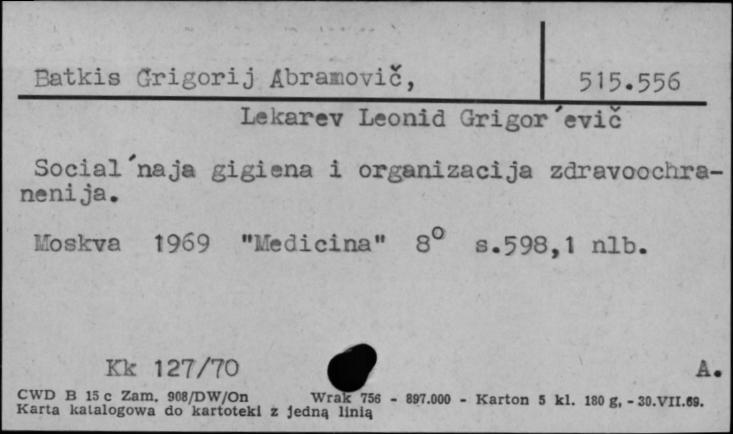 Batkis Grigorij Abramovič, 515.556
Lekarev Leonid Grigor´evič
Social´naja gigiena i organizacija zdravoochra-
nenija.
Moskva 1969 "Medicina" 8° s.598,1 nlb.
Kk 127/70 A.
CWD B 15 c Zam. 908/DW/On Wrak 756 - 897.000 - Karton 5 kl. 180 g, - 30.VII.69.
Karta katalogowa do kartoteki z jedną linią